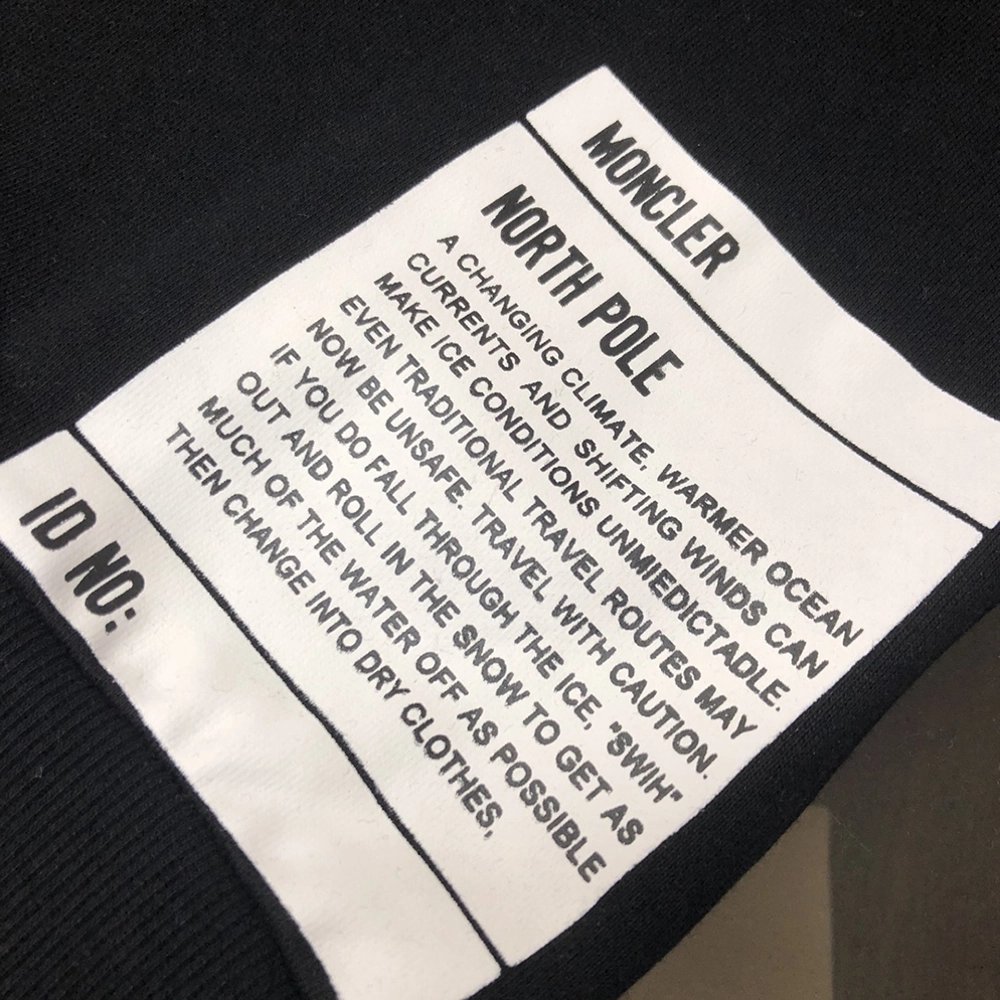 MONCLER
NORTH POLE
A CHANGING CLIMATE, WARMER OCEAN
CURRENTS AND SHIFTING WINDS CAN
MAKE ICE CONDITIONS UNMIEDICTADLE.
EVEN TRADITIONAL TRAVEL ROUTES MAY
NOW BE UNSAFE. TRAVEL WITH CAUTION.
IF YOU DO FALL THROUGH THE ICE, "SWIH"
OUT AND ROLL IN THE SNOW TO GET AS
MUCH OF THE WATER OFF AS POSSIBLE
THEN CHANGE INTO DRY CLOTHES,
ID NO: